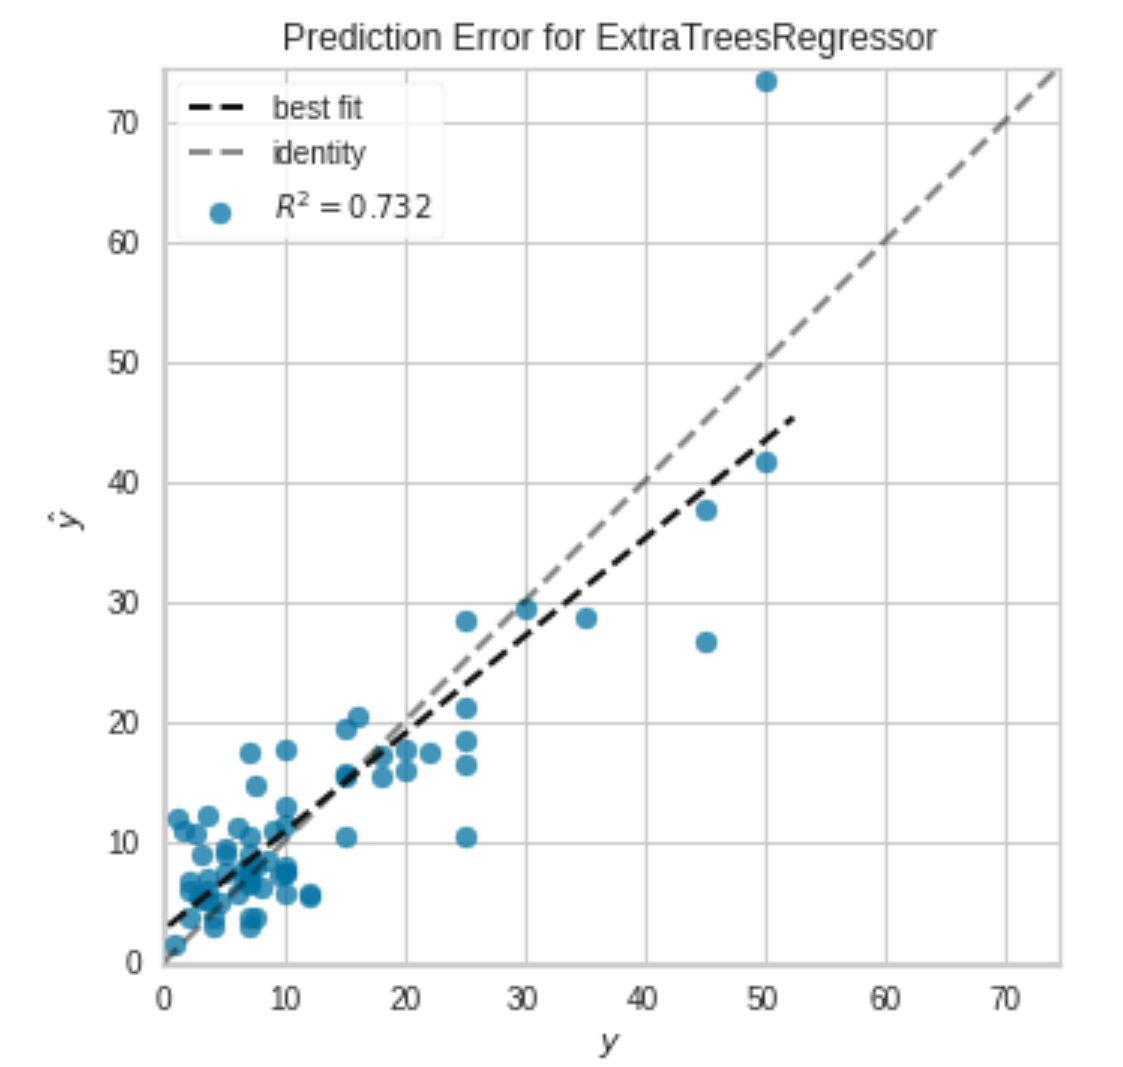 Prediction Error for ExtraTreesRegressor
best fit
identity
R² = 0.732
70
60
50
40
30
20
10
0
ŷ
0 10 20 30 40 50 60 70
y